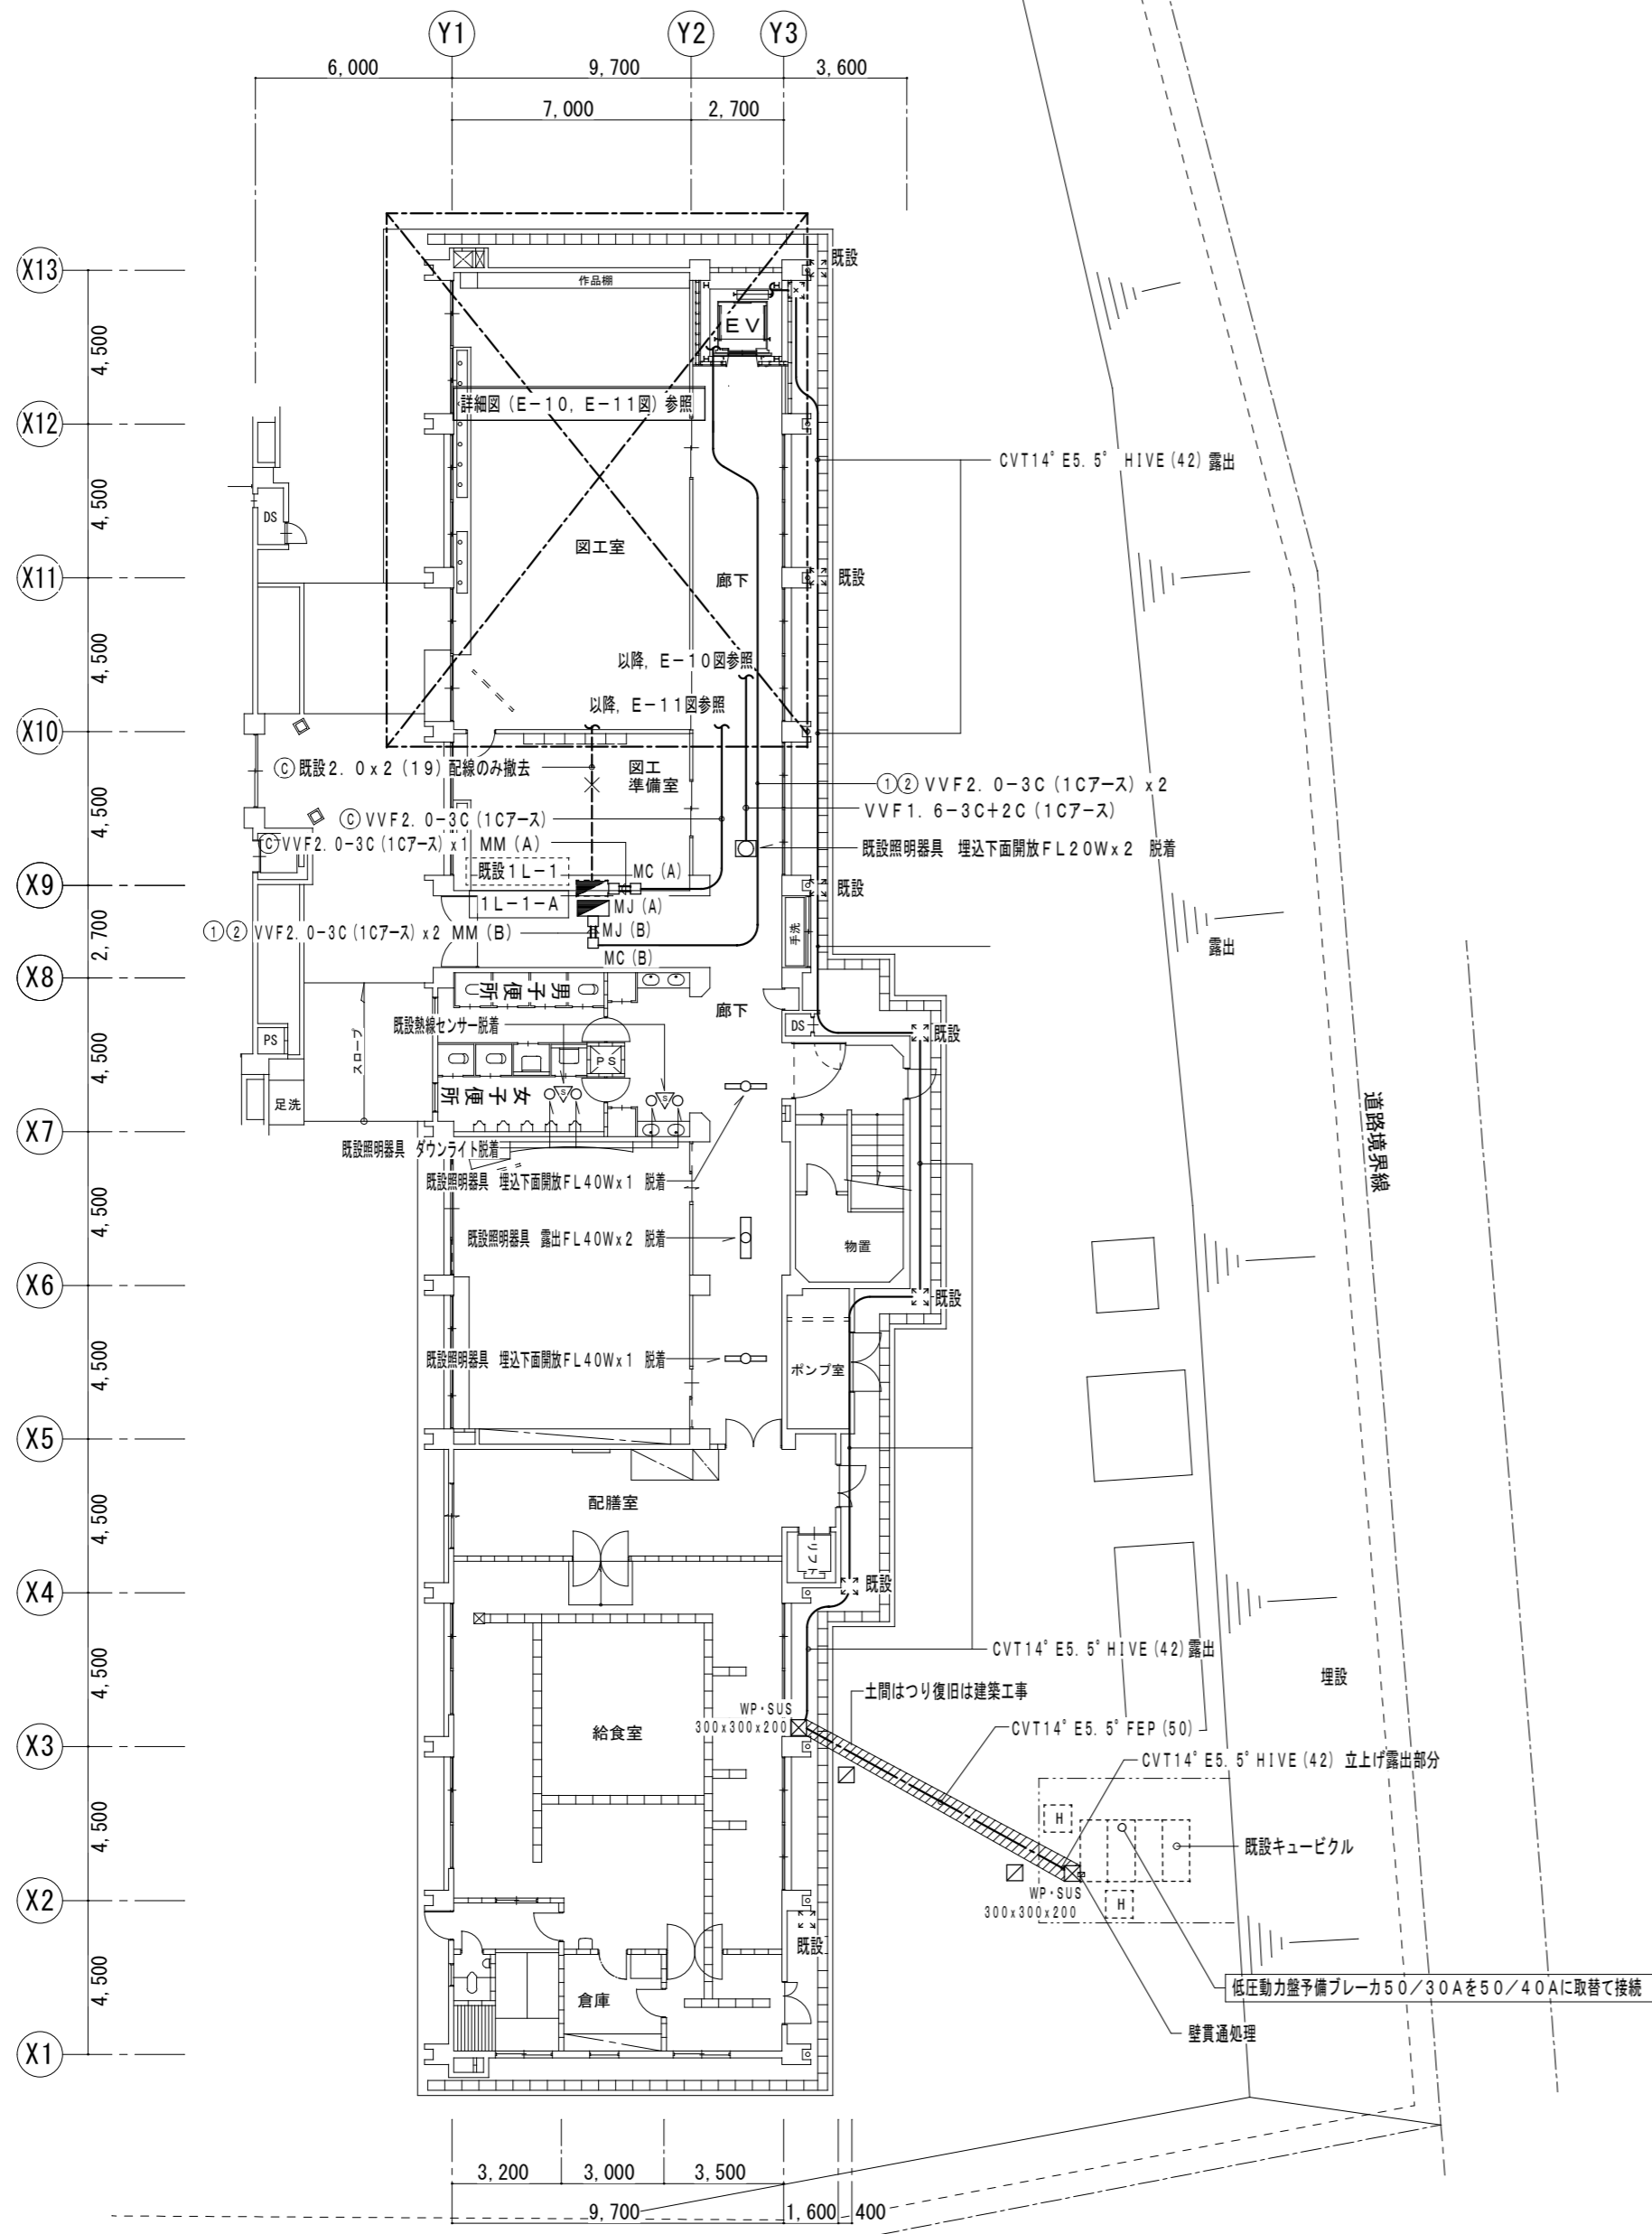 Y1
Y2
Y3
6,000
9,700
3,600
7,000
2,700
X13
既設
作品棚
EV
4,500
詳細図（E－10，E－11図）参照
X12
CVT14° E5.5° HIVE(42)露出
4,500
DS
図工室
X11
廊下
既設
4,500
以降，E－10図参照
以降，E－11図参照
X10
Ⓒ既設2.0x2（19）配線のみ撤去
図工
準備室
①② VVF2.0-3C(1Cアース)x2
4,500
VVF1.6-3C+2C(1Cアース)
Ⓒ VVF2.0-3C(1Cアース)
ⒸVVF2.0-3C(1Cアース)x1 MM(A)
既設照明器具 埋込下面開放FL20Wx2 脱着
既設1L-1
MC(A)
X9
既設
1L-1-A
MJ(A)
2,700
①② VVF2.0-3C(1Cアース)x2 MM(B)
MJ(B)
手洗
露出
MC(B)
X8
男子便所
廊下
既設熱線センサー脱着
DS
既設
スロープ
PS
PS
4,500
S
S
女子便所
足洗
X7
道路境界線
既設照明器具 ダウンライト脱着
既設照明器具 埋込下面開放FL40Wx1 脱着
4,500
既設照明器具 露出FL40Wx2 脱着
物置
X6
既設
既設照明器具 埋込下面開放FL40Wx1 脱着
4,500
ポンプ室
X5
配膳室
4,500
リフト
X4
既設
CVT14° E5.5° HIVE(42)露出
4,500
埋設
土間はつり復旧は建築工事
WP・SUS
300x300x200
給食室
CVT14° E5.5° FEP(50)
X3
CVT14° E5.5° HIVE(42) 立上げ露出部分
H
4,500
既設キュービクル
WP・SUS
300x300x200
H
X2
既設
低圧動力盤予備ブレーカ50／30Aを50／40Aに取替て接続
4,500
倉庫
壁貫通処理
X1
3,200
3,000
3,500
9,700
1,600
400